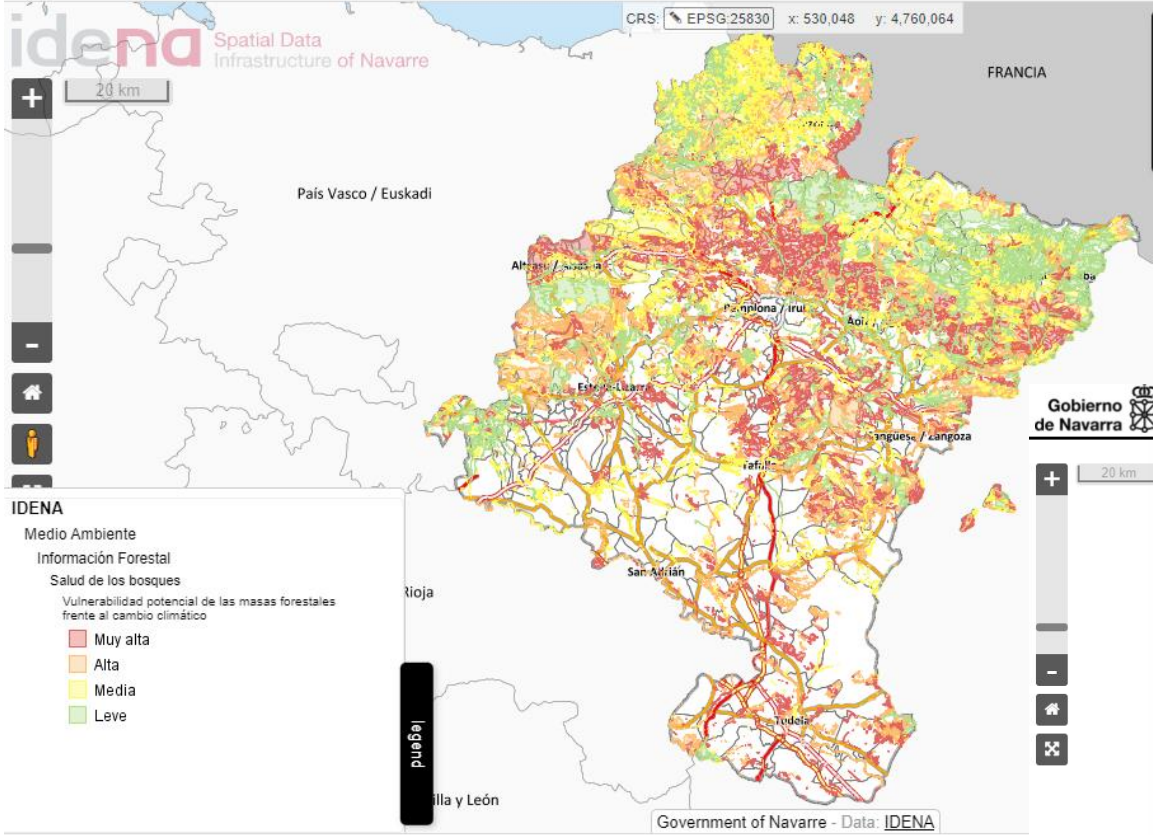 CRS: EPSG:25830 x: 530,048 y: 4,760,064
idena Spatial Data
Infrastructure of Navarre
+
20 km
FRANCIA
País Vasco / Euskadi
Pamplona / Iruñ
Estella-Lizarra
Gobierno
de Navarra
Tafalla
+
20 km
-
IDENA
Medio Ambiente
Información Forestal
Salud de los bosques
Vulnerabilidad potencial de las masas forestales
frente al cambio climático
Muy alta
Alta
Media
Leve
San Adrián
Rioja
legend
Tudela
-
illa y León
Government of Navarre - Data: IDENA